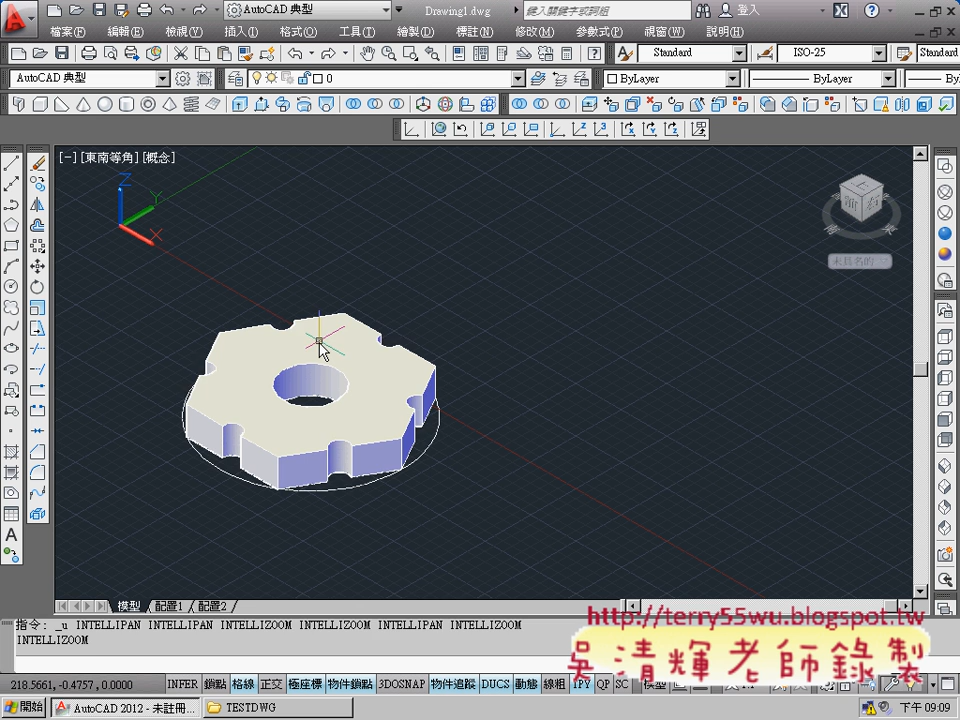 AutoCAD 典型
Drawing1.dwg
鍵入關鍵字或詞組
登入
檔案(F) 編輯(E) 檢視(V) 插入(I) 格式(O) 工具(T) 繪製(D) 標註(N) 修改(M) 參數式(P) 視窗(W) 說明(H)
Standard
ISO-25
Standard
AutoCAD 典型
0
ByLayer
ByLayer
[-] [東南等角] [概念]
Z
Y
X
模型 配置1 配置2
指令: _u INTELLIPAN INTELLIPAN INTELLIZOOM INTELLIZOOM INTELLIPAN INTELLIZOOM
INTELLIZOOM
http://terry55wu.blogspot.tw
吳清輝老師錄製
218.5661, -0.4757, 0.0000
INFER 鎖點 格線 正交 極座標 物件鎖點 3DOSNAP 物件追蹤 DUCS 動態 線粗 TPY QP SC
模型
開始
AutoCAD 2012 - 未註冊...
TESTDWG
下午 09:09